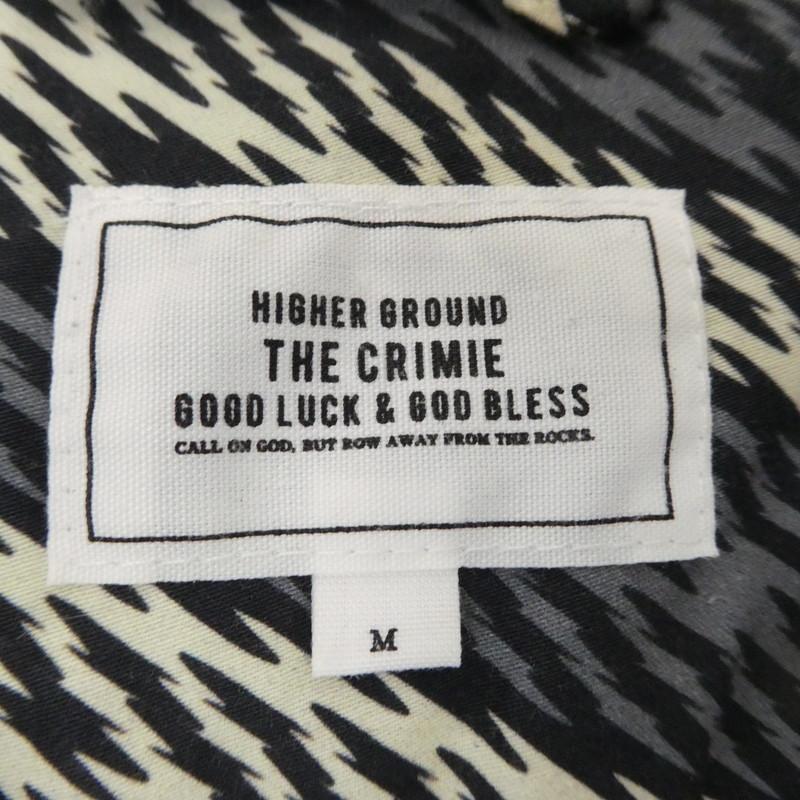 HIGHER GROUND
THE CRIMIE
GOOD LUCK & GOD BLESS
CALL ON GOD, BUT ROW AWAY FROM THE ROCKS.
M